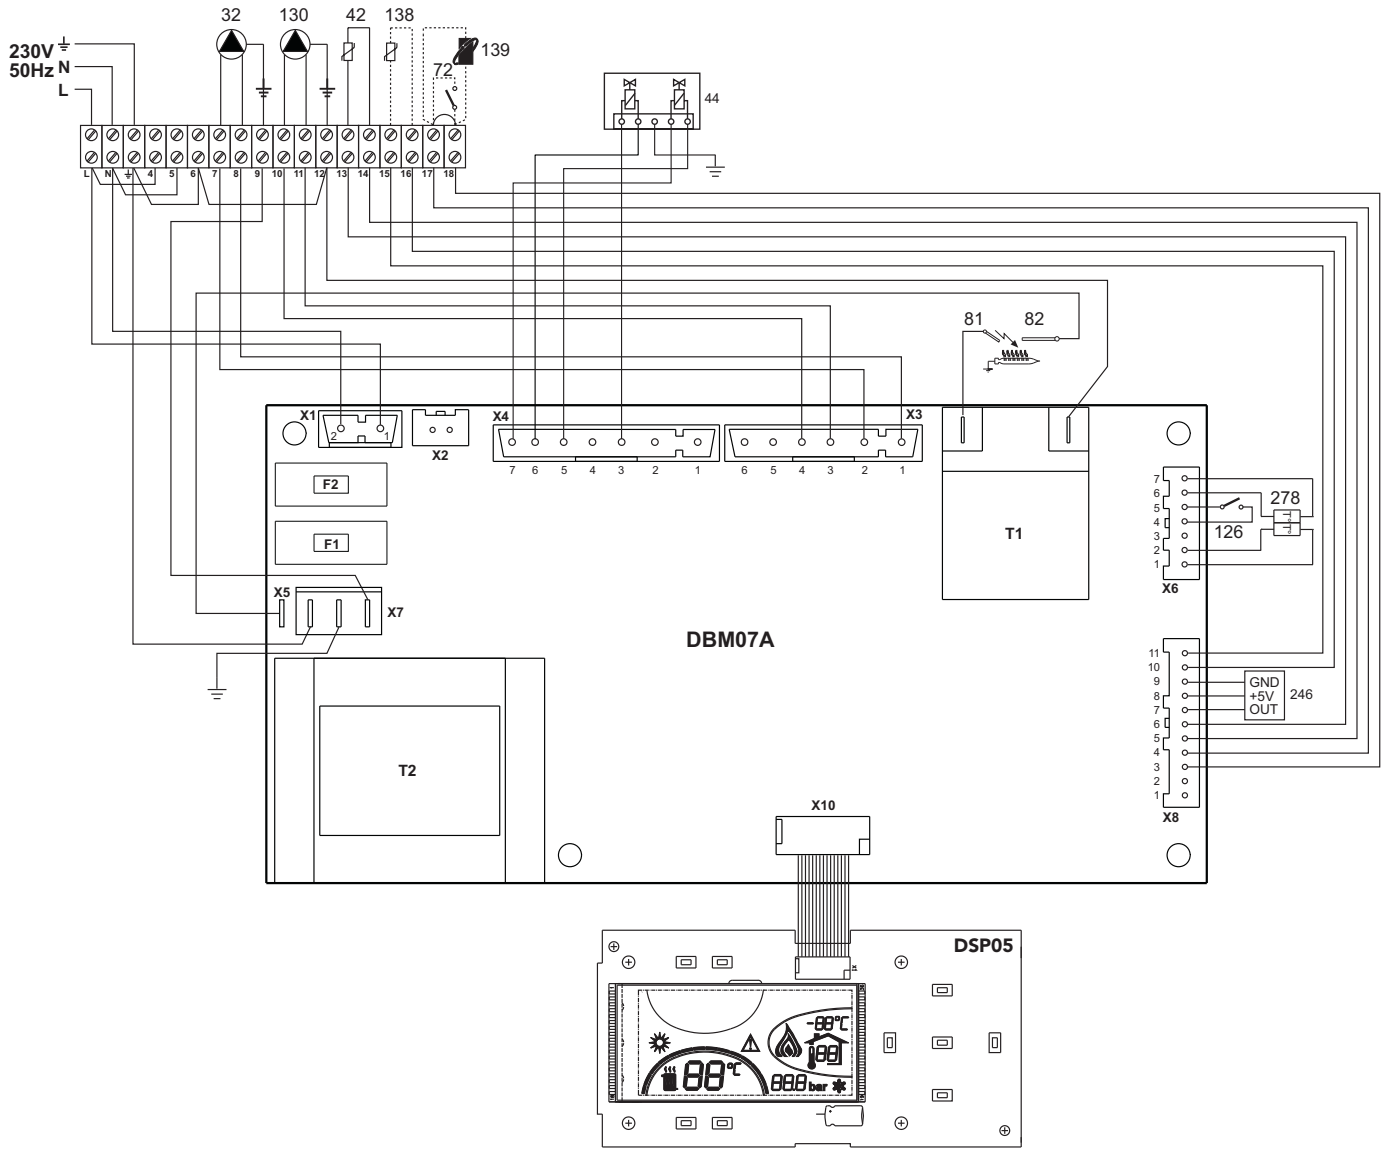 32 130 42 138
230V
50Hz N
L
139
72
44
L N 4 5 6 7 8 9 10 11 12 13 14 15 16 17 18
81 82
X1
2 1
X2
X4
7 6 5 4 3 2 1
X3
6 5 4 3 2 1
F2
F1
T1
7
6
5
4
3
2
1
X6
126
278
T°
T°
X5
X7
DBM07A
11
10
9
8
7
6
5
4
3
2
1
X8
GND
+5V
OUT
246
T2
X10
DSP05
X1
-88°C
88
88°C
88.8 bar